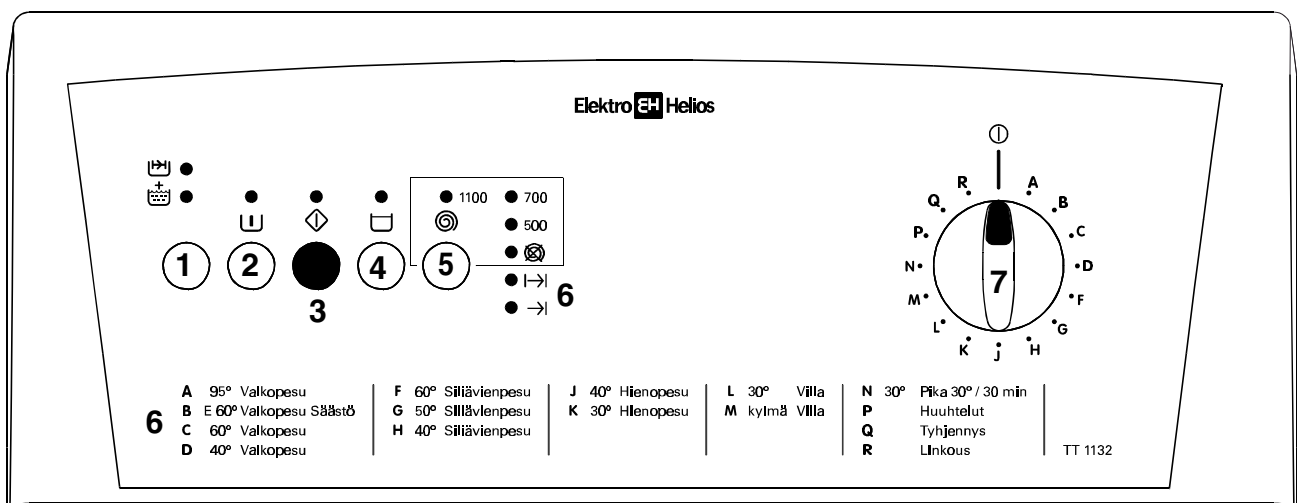 Elektro EH Helios
1100
700
500
1
2
3
4
5
6
A
B
C
D
F
G
H
J
K
L
M
N
P
Q
R
7
6
A 95° Valkopesu
B E 60° Valkopesu Säästö
C 60° Valkopesu
D 40° Valkopesu
F 60° Siliävienpesu
G 50° Siliävienpesu
H 40° Siliävienpesu
J 40° Hienopesu
K 30° Hienopesu
L 30° Villa
M kylmä Villa
N 30° Pika 30° / 30 min
P Huuhtelut
Q Tyhjennys
R Linkous
TT 1132